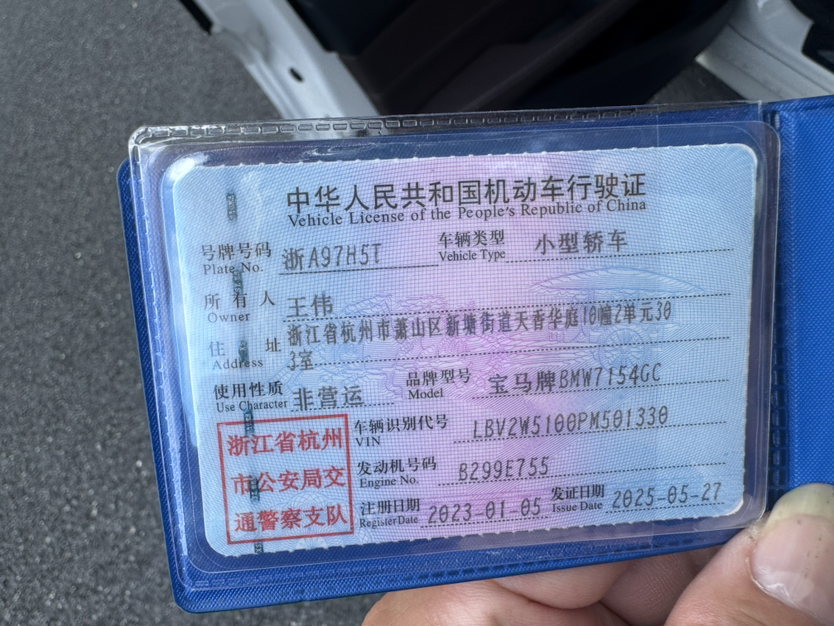 中华人民共和国机动车行驶证
Vehicle License of the People's Republic of China
号牌号码 浙A97H5T 车辆类型 小型轿车
Plate No. Vehicle Type
所有人 王伟
Owner
住址 浙江省杭州市萧山区新塘街道天香华庭10幢2单元30
Address 3室
使用性质 非营运 品牌型号 宝马牌BMW7154GC
Use Character Model
浙江省杭州
市公安局交
通警察支队
车辆识别代号 LBV2W5100PM501330
VIN
发动机号码 B299E755
Engine No.
注册日期 2023-01-05 发证日期 2025-05-27
Register Date Issue Date